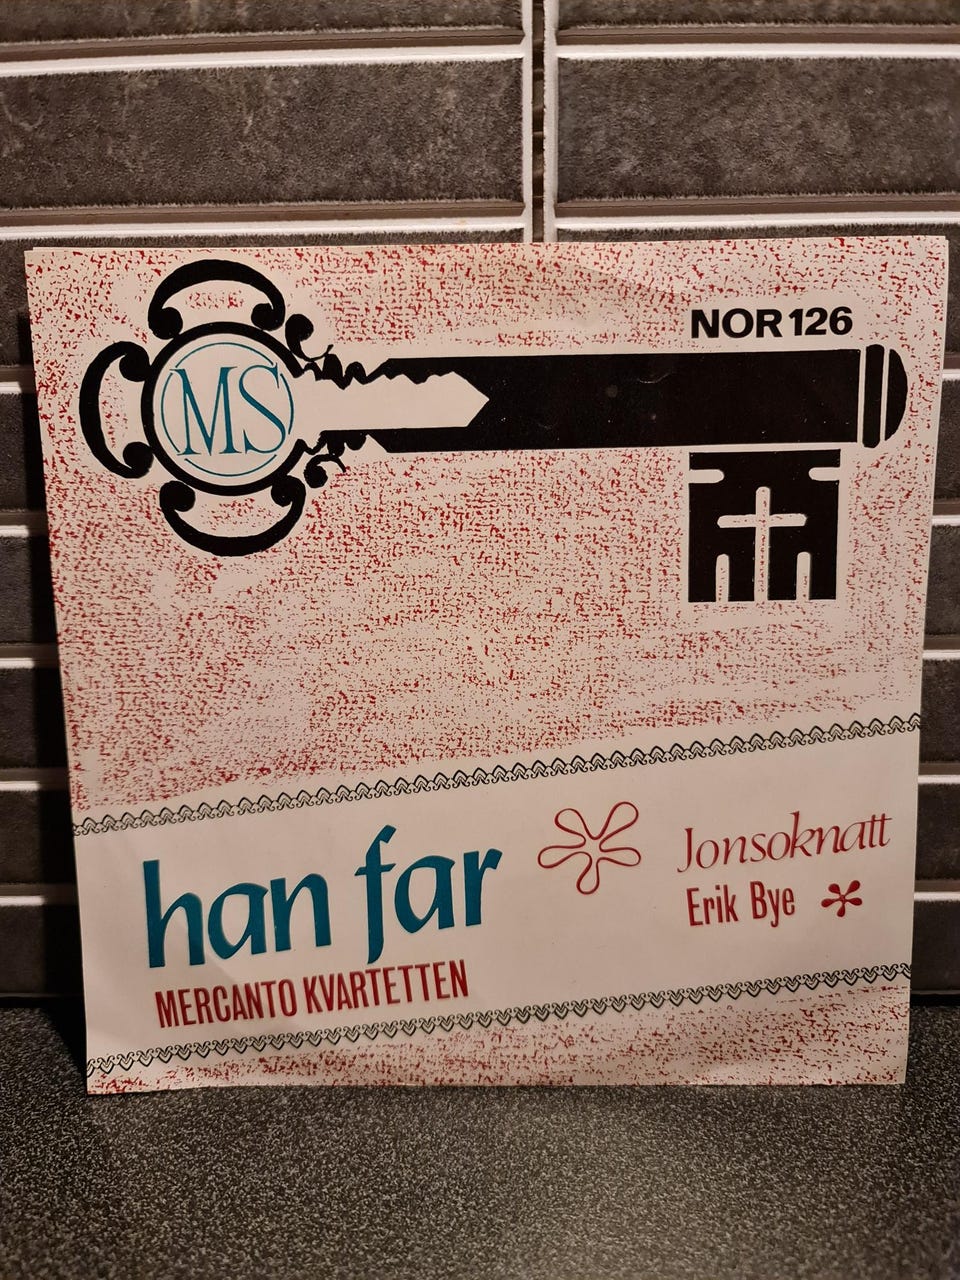 NOR 126
MS
han far
MERCANTO KVARTETTEN
Jonsoknatt
Erik Bye